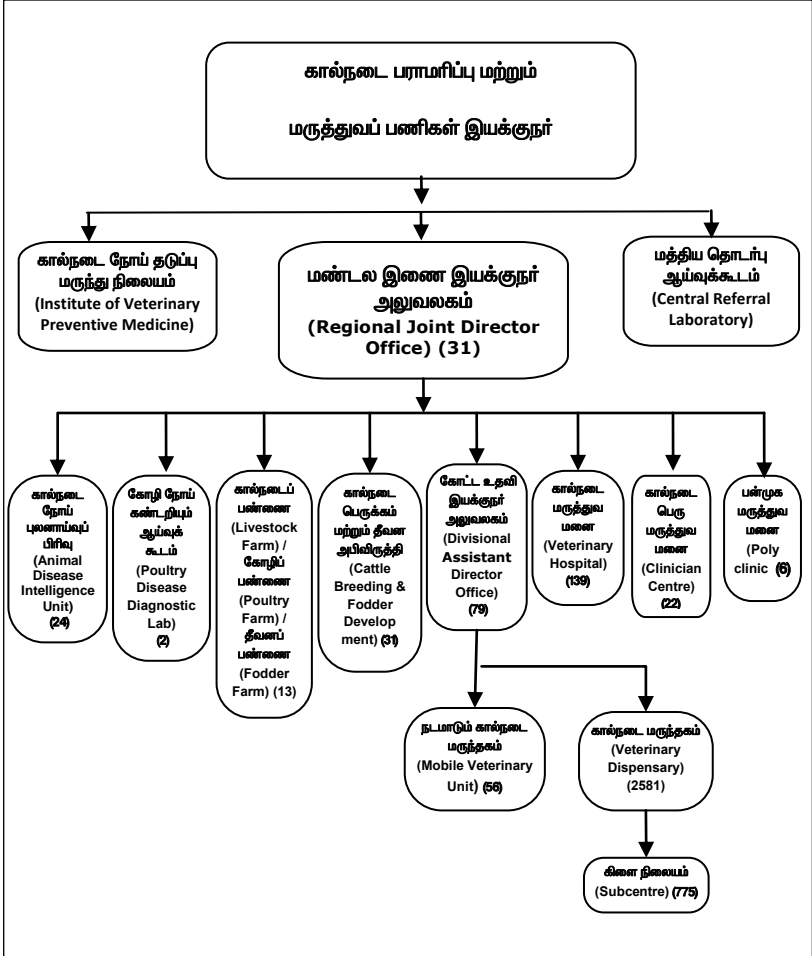 கால்நடை பராமரிப்பு மற்றும்
மருத்துவப் பணிகள் இயக்குநர்
கால்நடை நோய் தடுப்பு
மருந்து நிலையம்
(Institute of Veterinary
Preventive Medicine)
மண்டல இணை இயக்குநர்
அலுவலகம்
(Regional Joint Director
Office) (31)
மத்திய தொடர்பு
ஆய்வுக்கூடம்
(Central Referral
Laboratory)
கால்நடை
நோய்
புலனாய்வுப்
பிரிவு
(Animal
Disease
Intelligence
Unit)
(24)
கோழி நோய்
கண்டறியும்
ஆய்வுக்
கூடம்
(Poultry
Disease
Diagnostic
Lab)
(2)
கால்நடைப்
பண்ணை
(Livestock
Farm) /
கோழிப்
பண்ணை
(Poultry
Farm) /
தீவனப்
பண்ணை
(Fodder
Farm) (13)
கால்நடை
பெருக்கம்
மற்றும் தீவன
அபிவிருத்தி
(Cattle
Breeding &
Fodder
Develop
ment) (31)
கோட்ட உதவி
இயக்குநர்
அலுவலகம்
(Divisional
Assistant
Director
Office)
(79)
கால்நடை
மருத்துவ
மனை
(Veterinary
Hospital)
(139)
கால்நடை
பெரு
மருத்துவ
மனை
(Clinician
Centre)
(22)
பன்முக
மருத்துவ
மனை
(Poly
clinic (6)
நடமாடும் கால்நடை
மருந்தகம்
(Mobile Veterinary
Unit) (56)
கால்நடை மருந்தகம்
(Veterinary
Dispensary)
(2581)
கிளை நிலையம்
(Subcentre) (775)